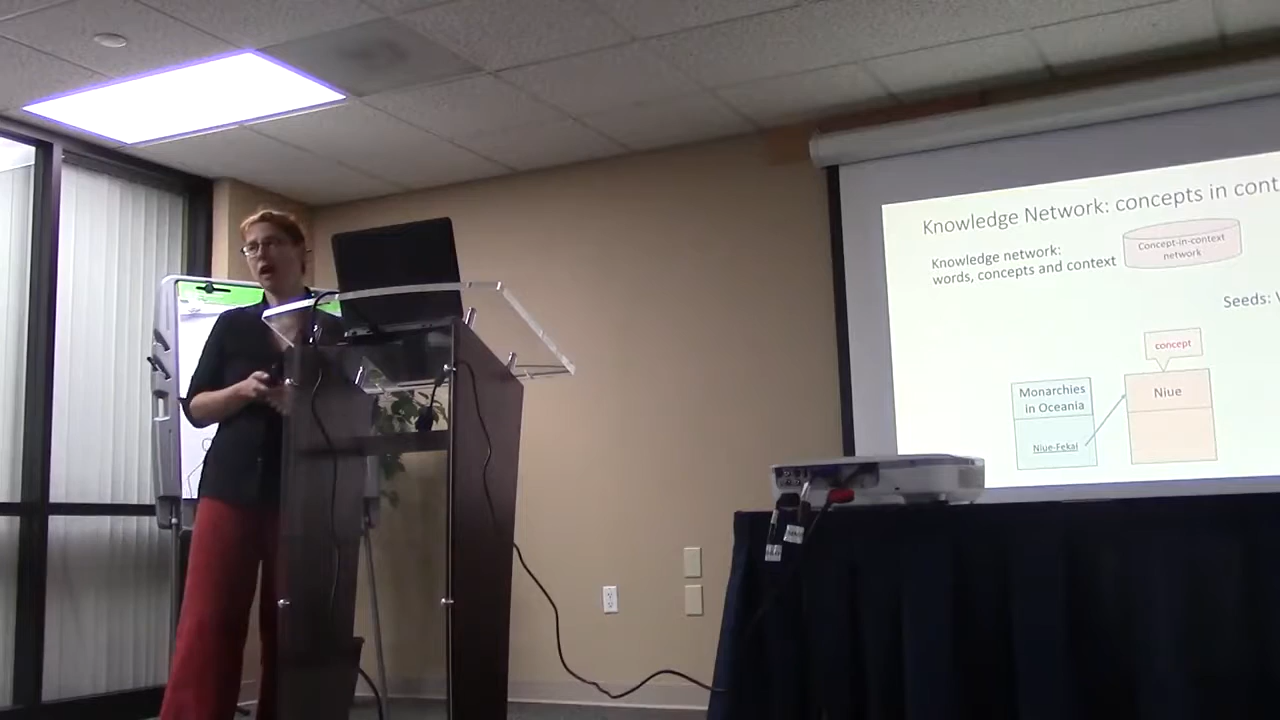 Knowledge Network: concepts in cont
Knowledge network:
words, concepts and context
Concept-in-context
network
Seeds:
concept
Monarchies
in Oceania
Niue
Niue-Fekai